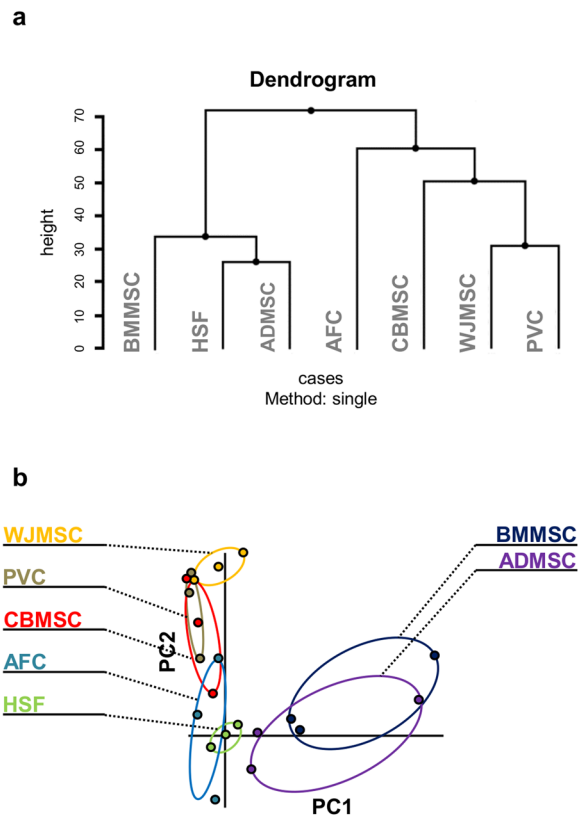 a
Dendrogram
height
70
60
50
40
30
20
10
0
BMMSC
HSF
ADMSC
AFC
CBMSC
WJMSC
PVC
cases
Method: single
b
WJMSC
PVC
CBMSC
AFC
HSF
BMMSC
ADMSC
PC2
PC1